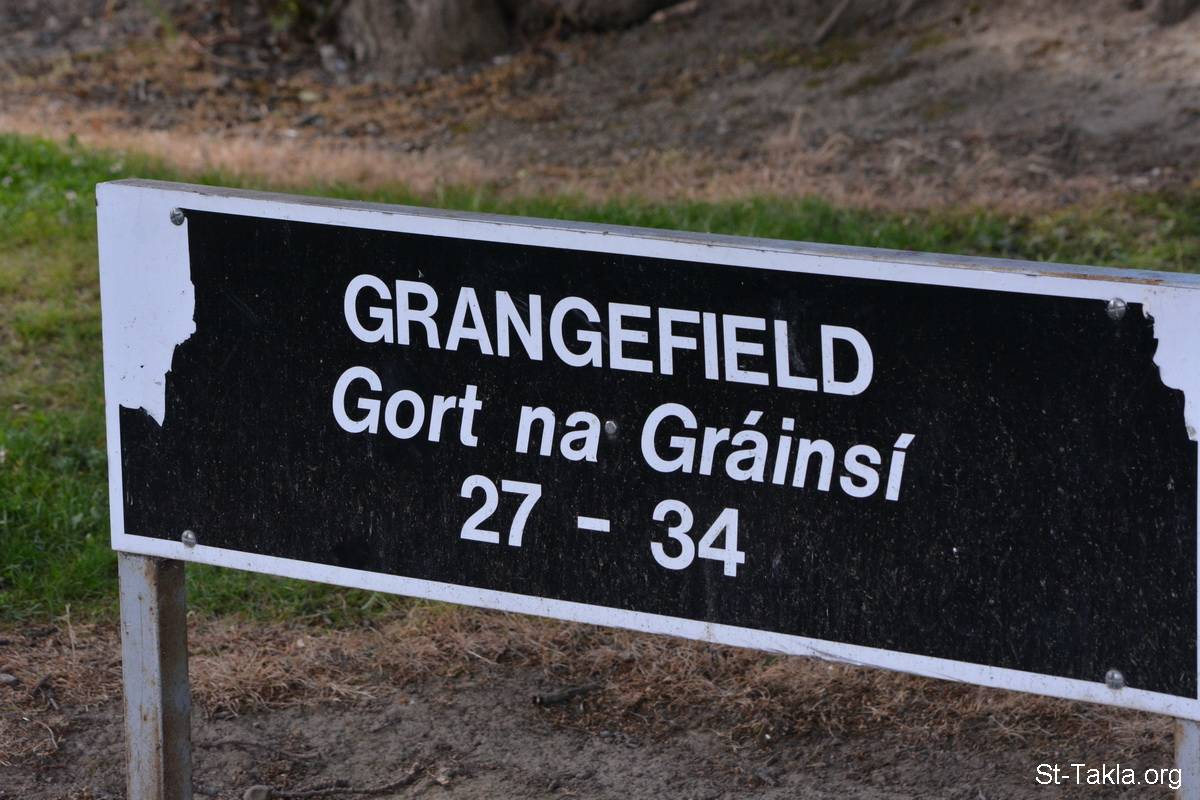 GRANGEFIELD
Gort na Gráinsí
27 - 34
St-Takla.org